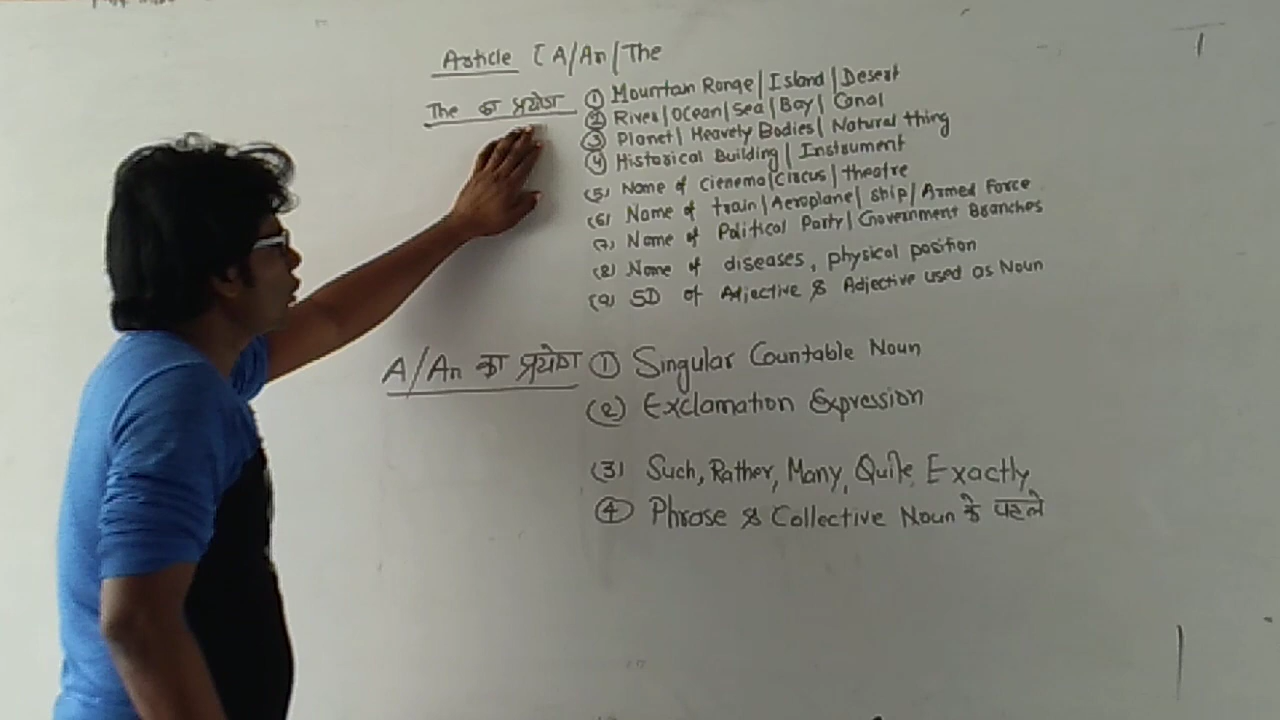 Article [ A/An/The
The का प्रयोग ① Mountain Range/Island/Desert
② River/Ocean/Sea/Bay/Canal
③ Planet/Heavely Bodies/Natural thing
④ Historical Building/Instrument
(5) Name of Cienema/Circus/theatre
(6) Name of train/Aeroplane/ship/Armed Force
(7) Name of Political Party/Government Branches
(8) Name of diseases, physical position
(9) SD of Adjective & Adjective used as Noun
A/An का प्रयोग ① Singular Countable Noun
(2) Exclamation Expression
(3) Such, Rather, Many, Quite, Exactly
④ Phrase & Collective Noun के पहले